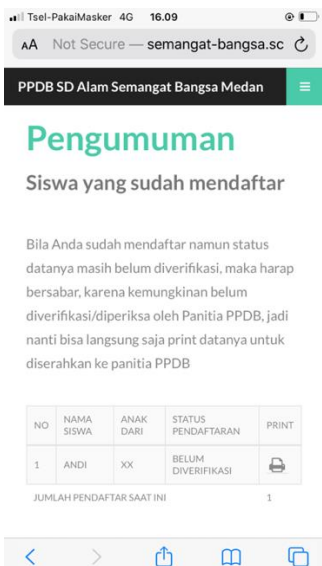 Tsel-PakaiMasker 4G 16.09
AA Not Secure — semangat-bangsa.sc
PPDB SD Alam Semangat Bangsa Medan
Pengumuman
Siswa yang sudah mendaftar
Bila Anda sudah mendaftar namun status
datanya masih belum diverifikasi, maka harap
bersabar, karena kemungkinan belum
diverifikasi/diperiksa oleh Panitia PPDB, jadi
nanti bisa langsung saja print datanya untuk
diserahkan ke panitia PPDB
NO NAMA SISWA ANAK DARI STATUS PENDAFTARAN PRINT
1 ANDI XX BELUM DIVERIFIKASI
JUMLAH PENDAFTAR SAAT INI 1